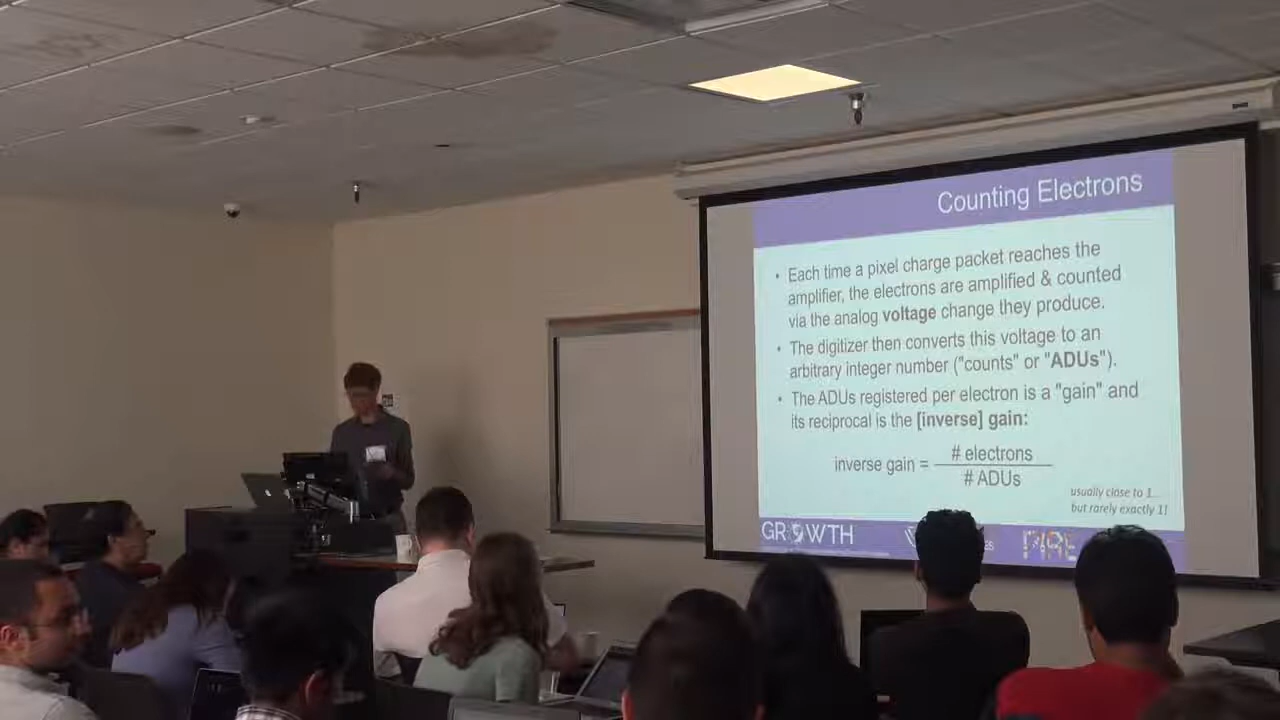 Counting Electrons
• Each time a pixel charge packet reaches the
amplifier, the electrons are amplified & counted
via the analog voltage change they produce.
• The digitizer then converts this voltage to an
arbitrary integer number ("counts" or "ADUs").
• The ADUs registered per electron is a "gain" and
its reciprocal is the [inverse] gain:
inverse gain = # electrons
# ADUs
usually close to 1...
but rarely exactly 1!
GROWTH
PIRE